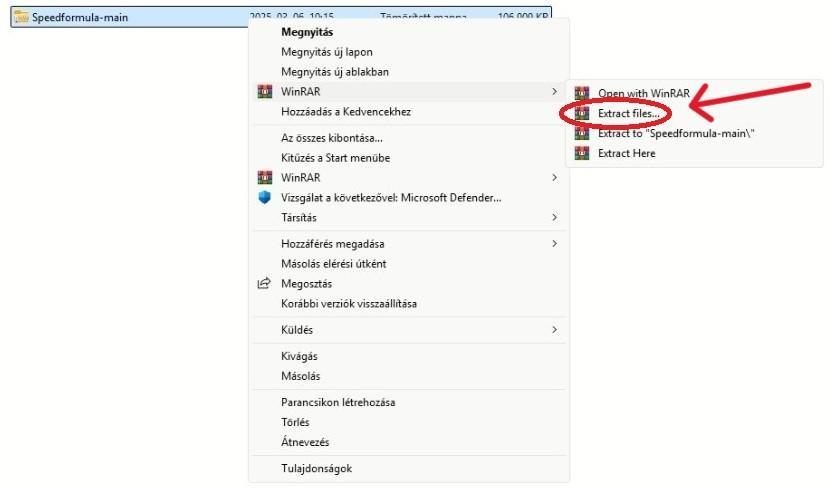 Speedformula-main 2025. 03. 06. 10:15 Tömörített mappa 106 909 KB
Megnyitás
Megnyitás új lapon
Megnyitás új ablakban
WinRAR
Open with WinRAR
Hozzáadás a Kedvencekhez
Extract files...
Extract to "Speedformula-main\"
Az összes kibontása...
Extract Here
Kitűzés a Start menübe
WinRAR
Vizsgálat a következővel: Microsoft Defender...
Társítás
Hozzáférés megadása
Másolás elérési útként
Megosztás
Korábbi verziók visszaállítása
Küldés
Kivágás
Másolás
Parancsikon létrehozása
Törlés
Átnevezés
Tulajdonságok